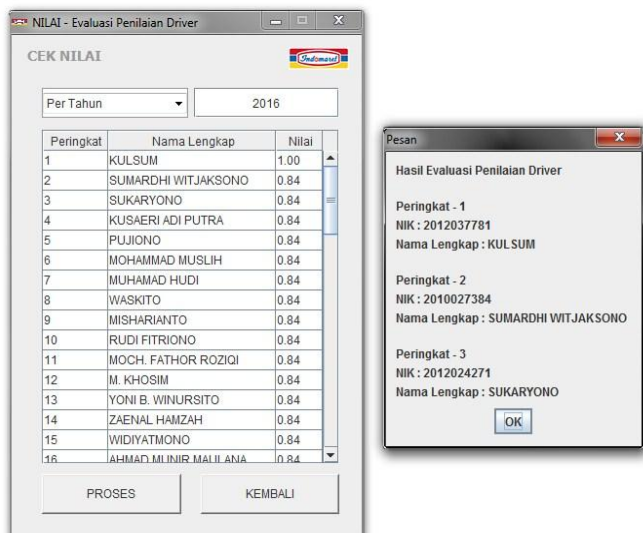 NILAI - Evaluasi Penilaian Driver
CEK NILAI
Indomaret
Per Tahun 2016
Peringkat Nama Lengkap Nilai
1 KULSUM 1.00
2 SUMARDHI WITJAKSONO 0.84
3 SUKARYONO 0.84
4 KUSAERI ADI PUTRA 0.84
5 PUJIONO 0.84
6 MOHAMMAD MUSLIH 0.84
7 MUHAMAD HUDI 0.84
8 WASKITO 0.84
9 MISHARIANTO 0.84
10 RUDI FITRIONO 0.84
11 MOCH. FATHOR ROZIQI 0.84
12 M. KHOSIM 0.84
13 YONI B. WINURSITO 0.84
14 ZAENAL HAMZAH 0.84
15 WIDIYATMONO 0.84
16 AHMAD MUNIR MAULANA 0.84
PROSES KEMBALI
Pesan
Hasil Evaluasi Penilaian Driver
Peringkat - 1
NIK : 2012037781
Nama Lengkap : KULSUM
Peringkat - 2
NIK : 2010027384
Nama Lengkap : SUMARDHI WITJAKSONO
Peringkat - 3
NIK : 2012024271
Nama Lengkap : SUKARYONO
OK